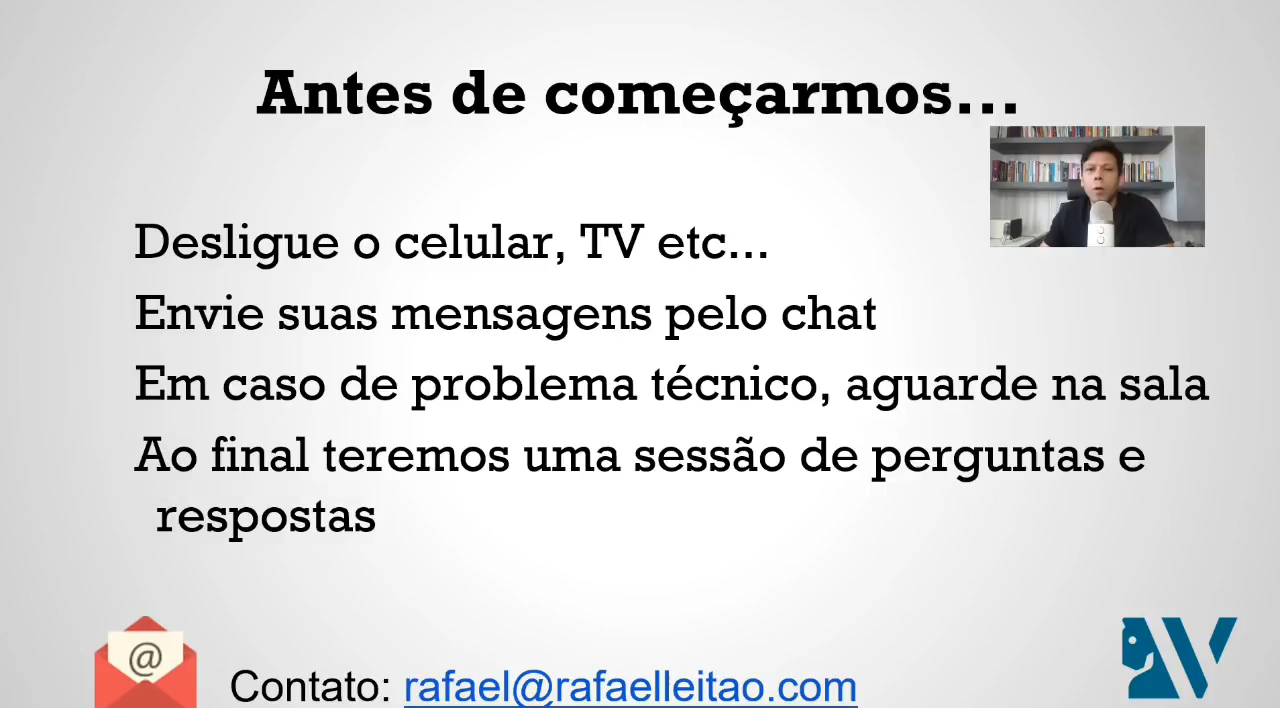 Antes de começarmos...
Desligue o celular, TV etc...
Envie suas mensagens pelo chat
Em caso de problema técnico, aguarde na sala
Ao final teremos uma sessão de perguntas e
respostas
@
Contato: rafael@rafaelleitao.com